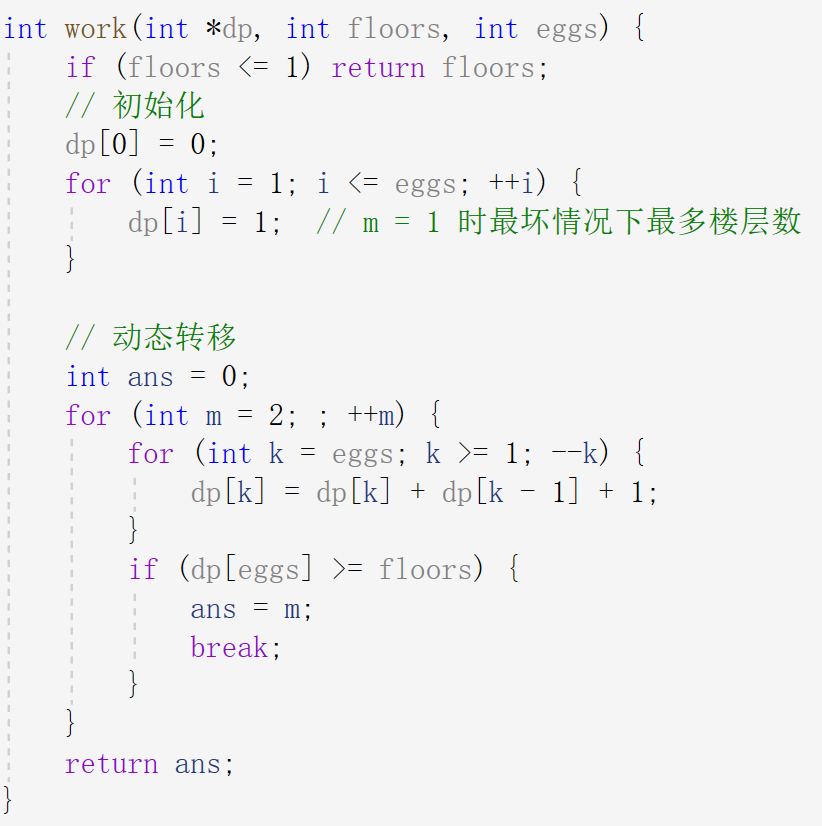 int work(int *dp, int floors, int eggs) {
    if (floors <= 1) return floors;
    // 初始化
    dp[0] = 0;
    for (int i = 1; i <= eggs; ++i) {
        dp[i] = 1;  // m = 1 时最坏情况下最多楼层数
    }

    // 动态转移
    int ans = 0;
    for (int m = 2; ; ++m) {
        for (int k = eggs; k >= 1; --k) {
            dp[k] = dp[k] + dp[k - 1] + 1;
        }
        if (dp[eggs] >= floors) {
            ans = m;
            break;
        }
    }
    return ans;
}